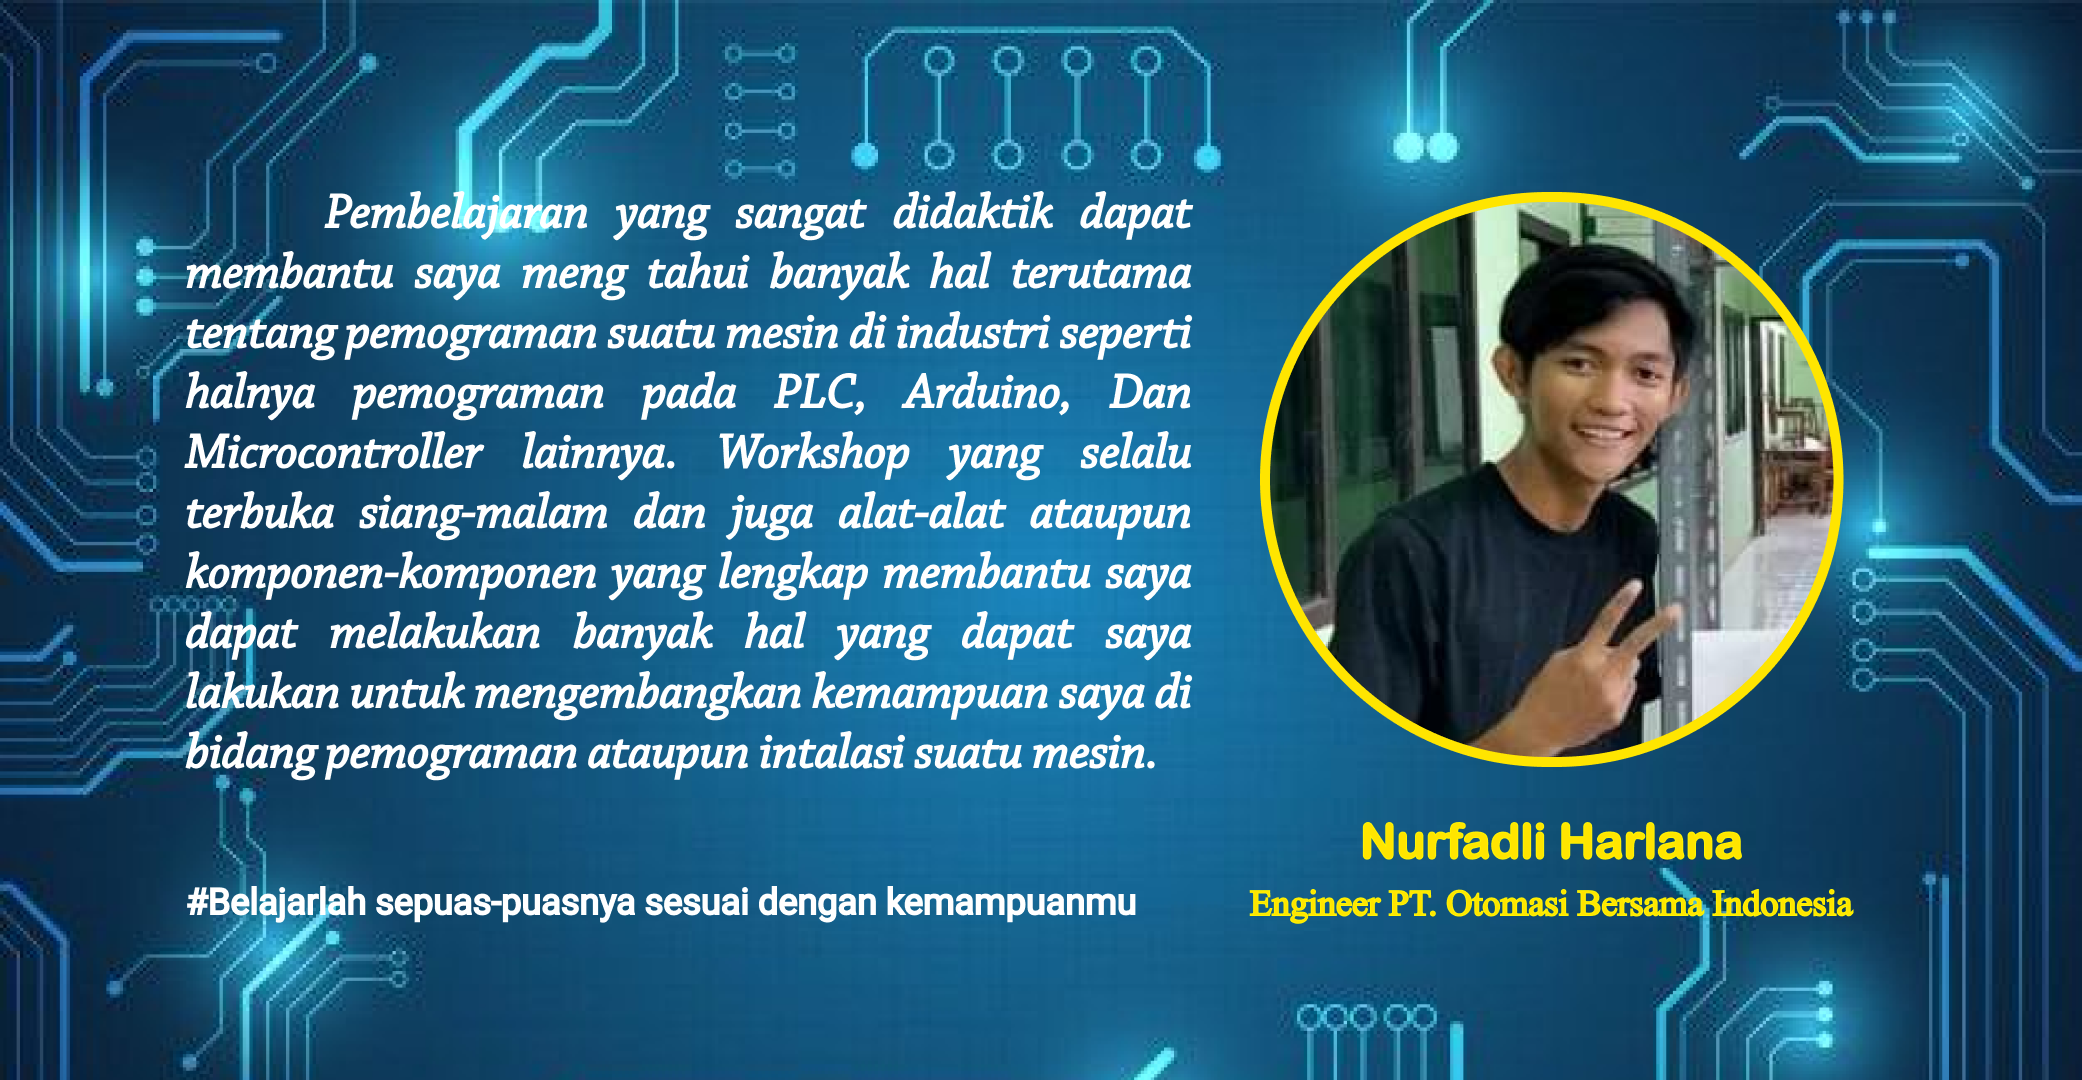 Pembelajaran yang sangat didaktik dapat
membantu saya meng tahui banyak hal terutama
tentang pemograman suatu mesin di industri seperti
halnya pemograman pada PLC, Arduino, Dan
Microcontroller lainnya. Workshop yang selalu
terbuka siang-malam dan juga alat-alat ataupun
komponen-komponen yang lengkap membantu saya
dapat melakukan banyak hal yang dapat saya
lakukan untuk mengembangkan kemampuan saya di
bidang pemograman ataupun intalasi suatu mesin.
#Belajarlah sepuas-puasnya sesuai dengan kemampuanmu
Nurfadli Harlana
Engineer PT. Otomasi Bersama Indonesia